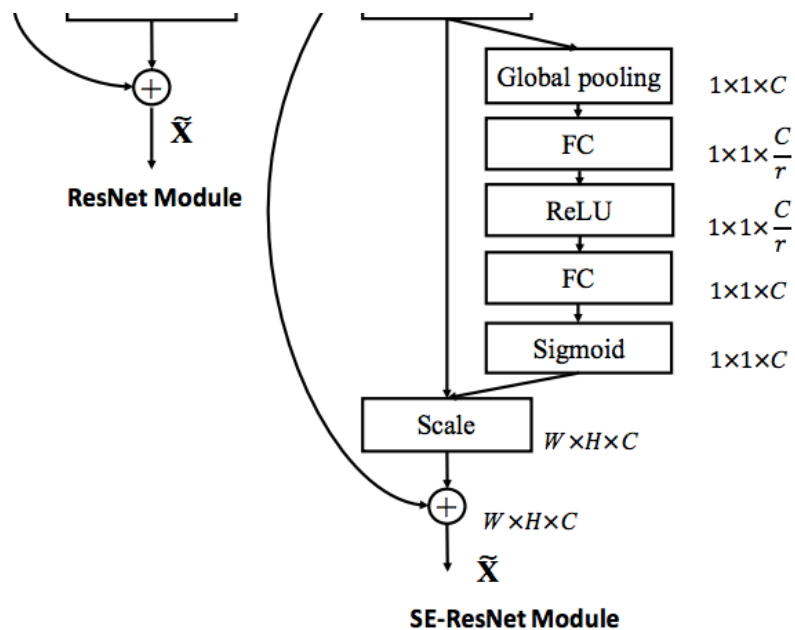 +
X̃
ResNet Module
Global pooling
1×1×C
FC
1×1×C/r
ReLU
1×1×C/r
FC
1×1×C
Sigmoid
1×1×C
Scale
W×H×C
+
W×H×C
X̃
SE-ResNet Module